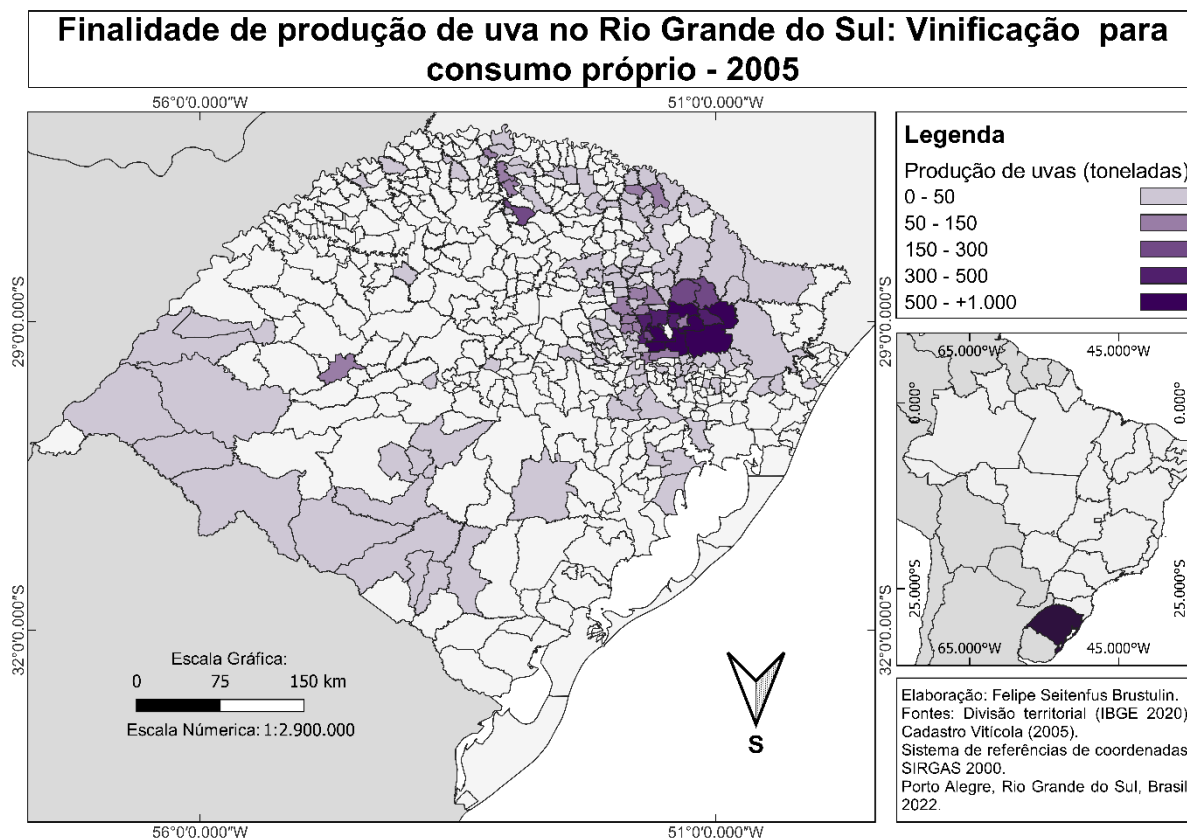 Finalidade de produção de uva no Rio Grande do Sul: Vinificação para
consumo próprio - 2005
56°0'0.000"W
51°0'0.000"W
29°0'0.000"S
29°0'0.000"S
32°0'0.000"S
32°0'0.000"S
Escala Gráfica:
0 75 150 km
Escala Númerica: 1:2.900.000
S
56°0'0.000"W
51°0'0.000"W
Legenda
Produção de uvas (toneladas)
0 - 50
50 - 150
150 - 300
300 - 500
500 - +1.000
65.000°W
45.000°W
0.000°
0.000°
25.000°S
25.000°S
65.000°W
45.000°W
Elaboração: Felipe Seitenfus Brustulin.
Fontes: Divisão territorial (IBGE 2020)
Cadastro Vitícola (2005).
Sistema de referências de coordenadas
SIRGAS 2000.
Porto Alegre, Rio Grande do Sul, Brasil
2022.